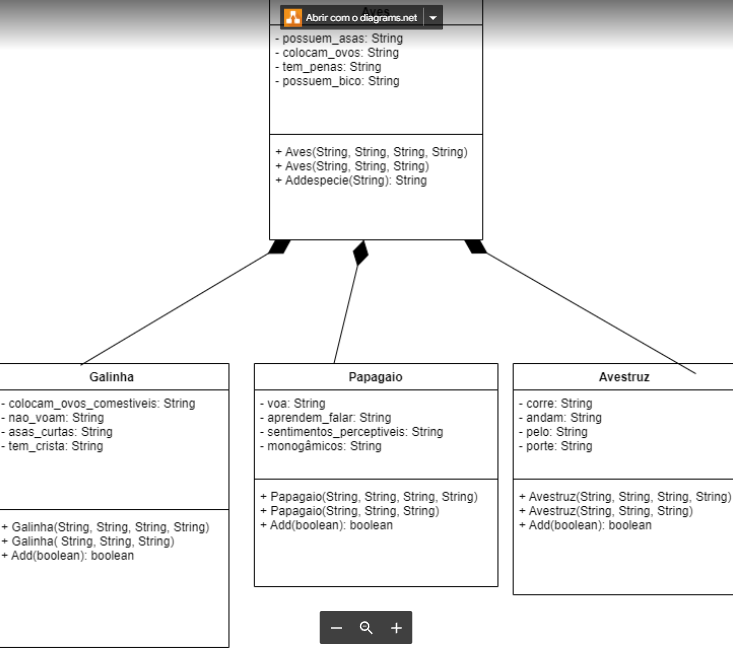 Aves
Abrir com o diagrams.net
- possuem_asas: String
- colocam_ovos: String
- tem_penas: String
- possuem_bico: String
+ Aves(String, String, String, String)
+ Aves(String, String, String)
+ Addespecie(String): String
Galinha
- colocam_ovos_comestiveis: String
- nao_voam: String
- asas_curtas: String
- tem_crista: String
+ Galinha(String, String, String, String)
+ Galinha( String, String, String)
+ Add(boolean): boolean
Papagaio
- voa: String
- aprendem_falar: String
- sentimentos_perceptiveis: String
- monogâmicos: String
+ Papagaio(String, String, String, String)
+ Papagaio(String, String, String)
+ Add(boolean): boolean
Avestruz
- corre: String
- andam: String
- pelo: String
- porte: String
+ Avestruz(String, String, String, String)
+ Avestruz(String, String, String)
+ Add(boolean): boolean